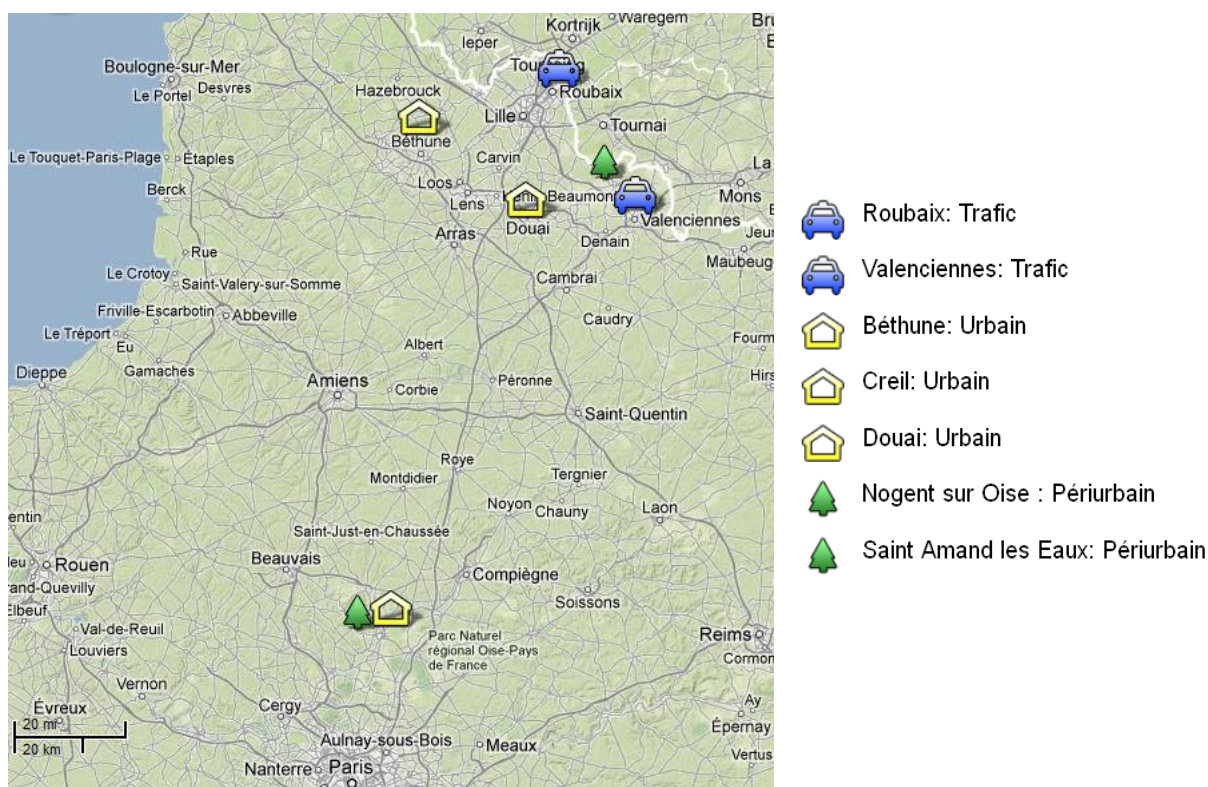 Kortrijk
Waregem
Ieper
Boulogne-sur-Mer
Le Portel
Desvres
Hazebrouck
Roubaix
Lille
Tournai
Béthune
Le Touquet-Paris-Plage
Étaples
Carvin
Berck
Loos
Lens
Beaumont
Mons
Douai
Valenciennes
Arras
Denain
Rue
Le Crotoy
Saint-Valery-sur-Somme
Cambrai
Friville-Escarbotin
Abbeville
Caudry
Le Tréport
Eu
Gamaches
Albert
Dieppe
Amiens
Corbie
Péronne
Saint-Quentin
Roye
Montdidier
Tergnier
Noyon
Chauny
Laon
Saint-Just-en-Chaussée
Beauvais
Rouen
Compiègne
Soissons
Val-de-Reuil
Louviers
Parc Naturel
régional Oise-Pays
de France
Reims
Vernon
Évreux
Cergy
Ay
Épernay
20 mi
20 km
Aulnay-sous-Bois
Meaux
Vertus
Nanterre
Paris
Roubaix: Trafic
Valenciennes: Trafic
Béthune: Urbain
Creil: Urbain
Douai: Urbain
Nogent sur Oise : Périurbain
Saint Amand les Eaux: Périurbain